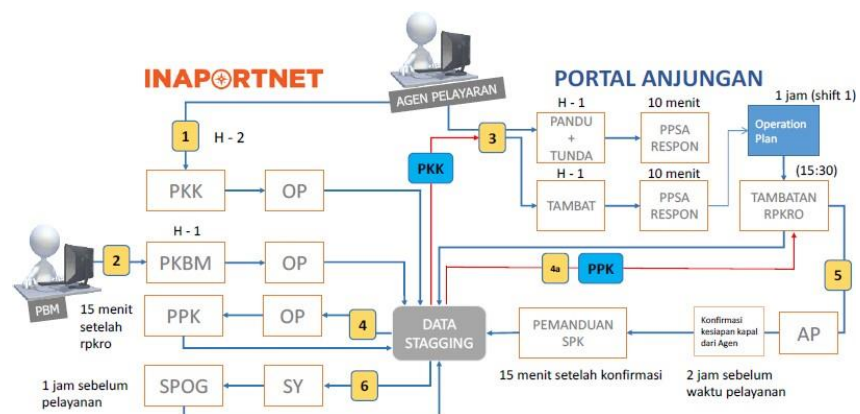 INAPORTNET
AGEN PELAYARAN
PORTAL ANJUNGAN
1
H - 2
PKK
OP
PKK
3
H - 1
PANDU
+
TUNDA
10 menit
PPSA
RESPON
1 jam (shift 1)
Operation
Plan
H - 1
TAMBAT
10 menit
PPSA
RESPON
(15:30)
TAMBATAN
RPKRO
PBM
2
H - 1
PKBM
OP
4a
PPK
5
15 menit
setelah
rpkro
PPK
OP
4
DATA
STAGGING
PEMANDUAN
SPK
Konfirmasi
kesiapan kapal
dari Agen
AP
15 menit setelah konfirmasi
2 jam sebelum
waktu pelayanan
1 jam sebelum
pelayanan
SPOG
SY
6